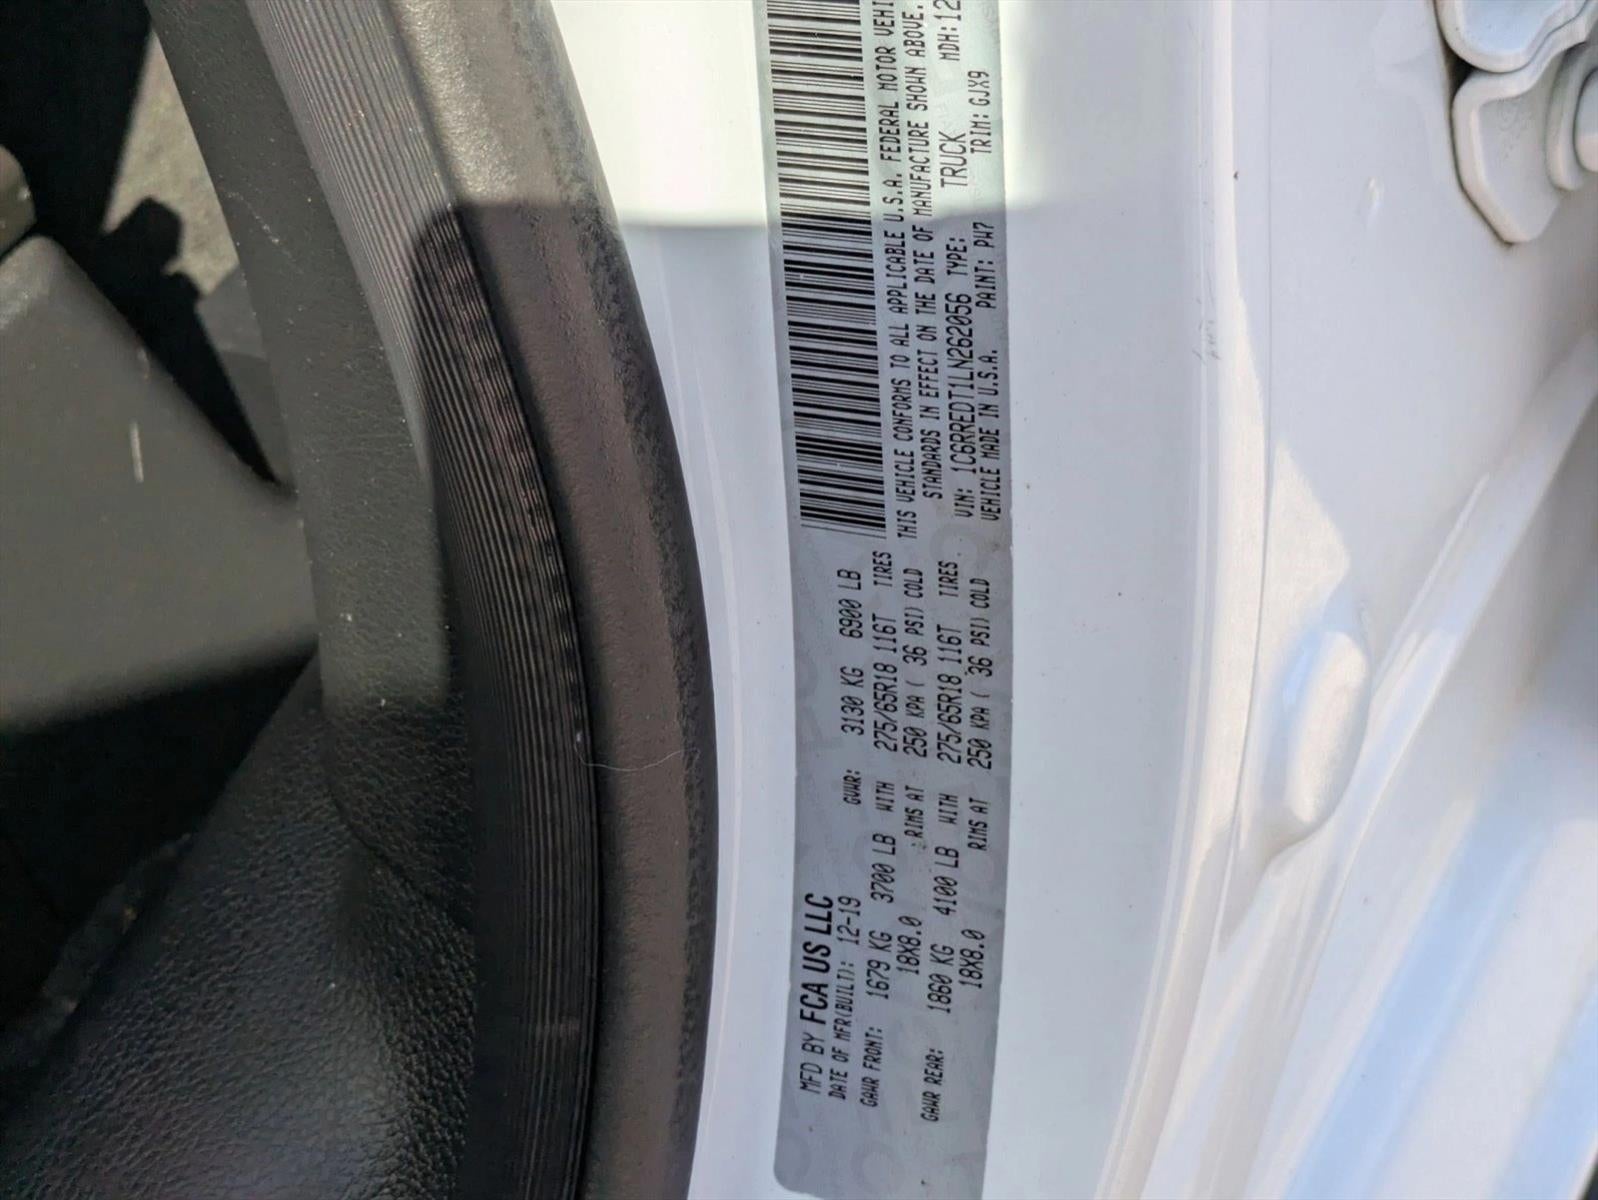 MFD BY FCA US LLC
DATE OF MFR(BUILT): 12-19 GVWR: 3130 KG 6900 LB
GAWR FRONT: 1679 KG 3700 LB WITH 275/65R18 116T TIRES
18X8.0 RIMS AT 250 KPA ( 36 PSI) COLD
GAWR REAR: 1860 KG 4100 LB WITH 275/65R18 116T TIRES
18X8.0 RIMS AT 250 KPA ( 36 PSI) COLD
THIS VEHICLE CONFORMS TO ALL APPLICABLE U.S.A. FEDERAL MOTOR VEHI
STANDARDS IN EFFECT ON THE DATE OF MANUFACTURE SHOWN ABOVE.
VIN: 1C6RREDT1LN262056 TYPE: TRUCK MDH: 12
VEHICLE MADE IN U.S.A. PAINT: PW7 TRIM: GJX9